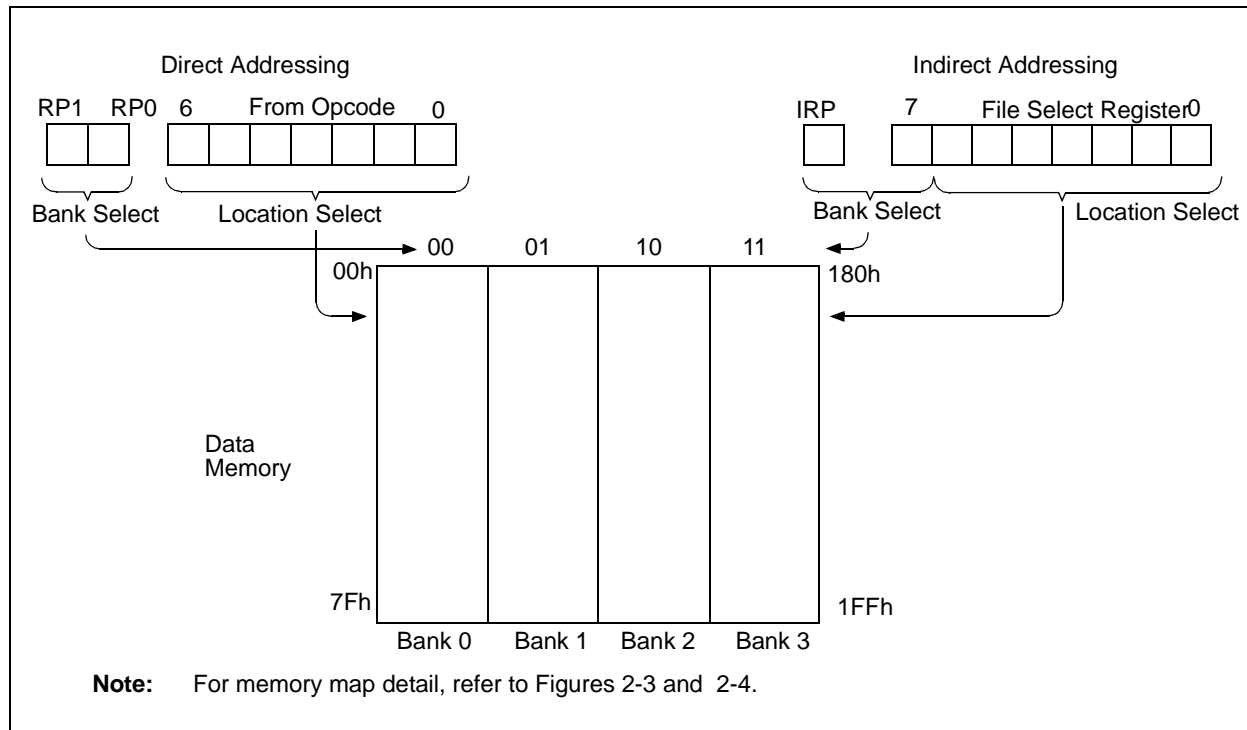 Direct Addressing
Indirect Addressing
RP1 RP0 6 From Opcode 0
IRP 7 File Select Register 0
Bank Select Location Select
Bank Select Location Select
00 01 10 11
00h 180h
Data
Memory
7Fh 1FFh
Bank 0 Bank 1 Bank 2 Bank 3
Note: For memory map detail, refer to Figures 2-3 and 2-4.